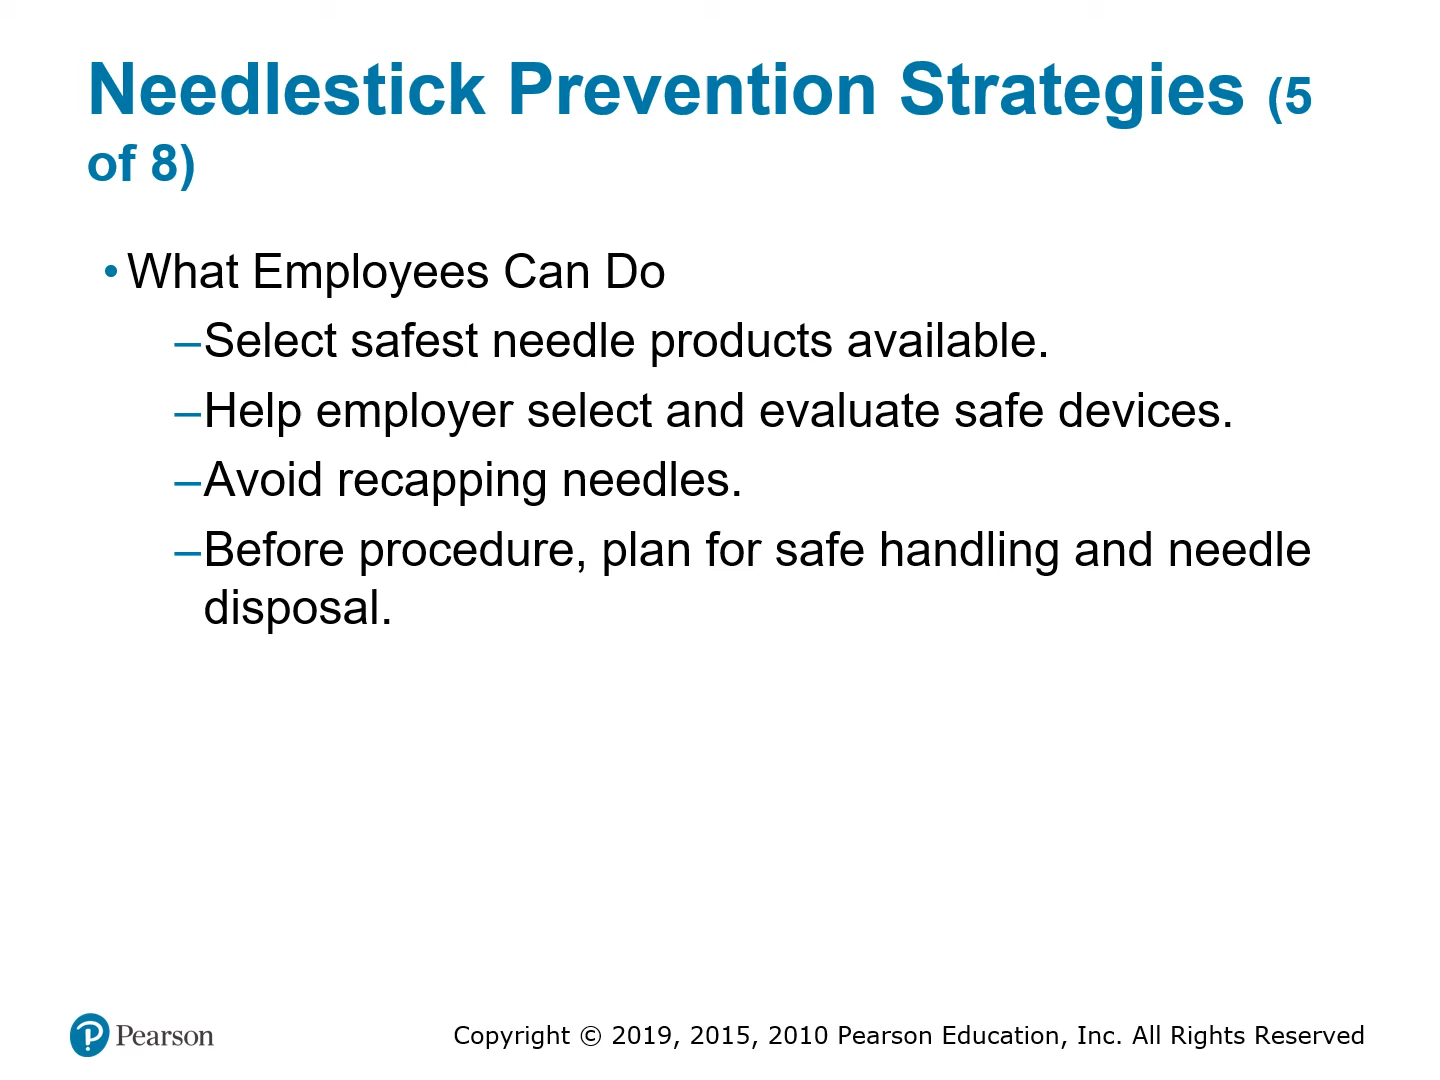 Needlestick Prevention Strategies (5
of 8)
• What Employees Can Do
–Select safest needle products available.
–Help employer select and evaluate safe devices.
–Avoid recapping needles.
–Before procedure, plan for safe handling and needle
disposal.
Pearson
Copyright © 2019, 2015, 2010 Pearson Education, Inc. All Rights Reserved